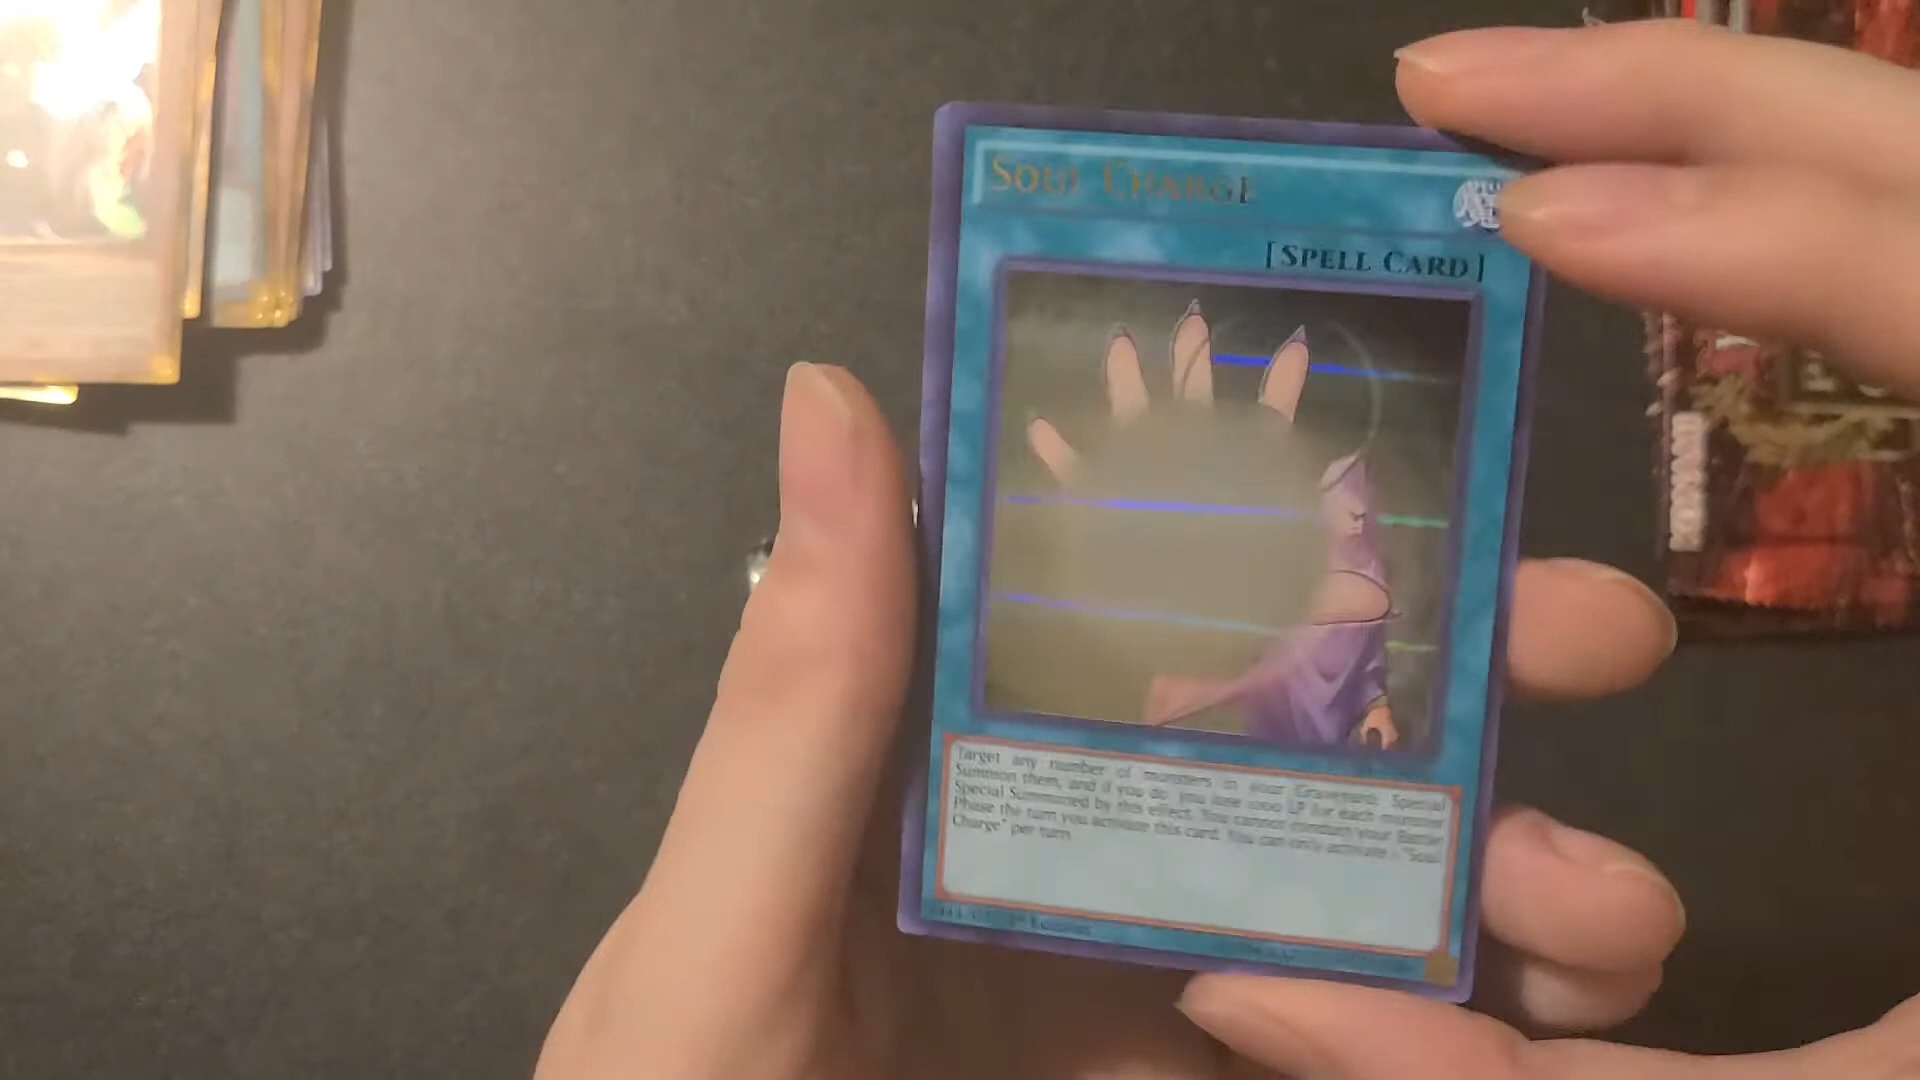 Soul Charge
[Spell Card]
Target any number of monsters in your Graveyard; Special
Summon them, and if you do, you lose 1000 LP for each monster
Special Summoned by this effect. You cannot conduct your Battle
Phase the turn you activate this card. You can only activate 1 "Soul
Charge" per turn.
1st Edition